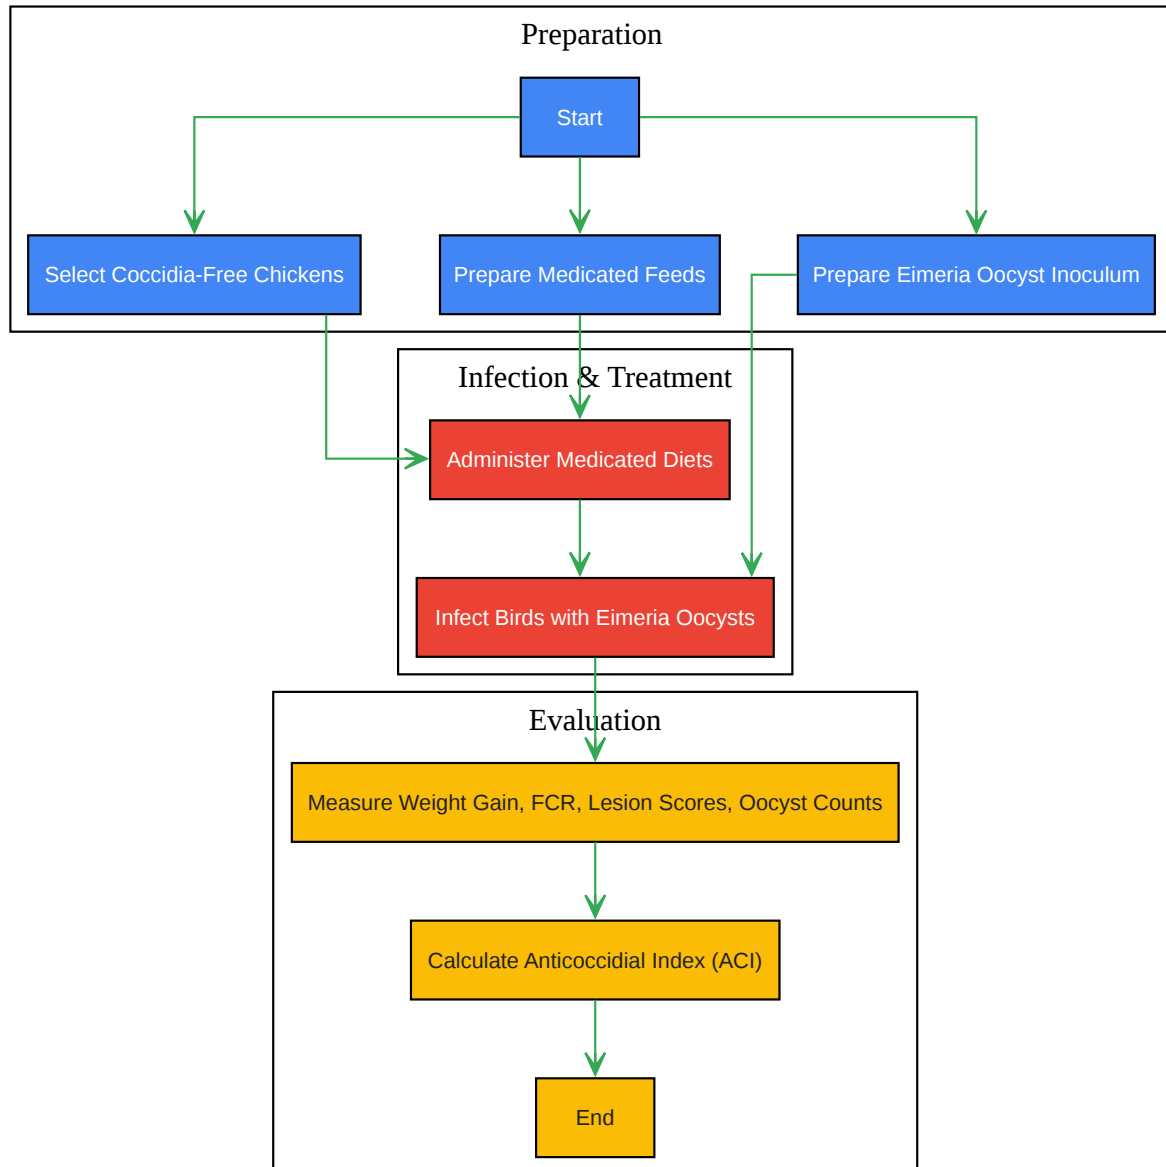 Preparation
Start
Select Coccidia-Free Chickens
Prepare Medicated Feeds
Prepare Eimeria Oocyst Inoculum
Infection & Treatment
Administer Medicated Diets
Infect Birds with Eimeria Oocysts
Evaluation
Measure Weight Gain, FCR, Lesion Scores, Oocyst Counts
Calculate Anticoccidial Index (ACI)
End